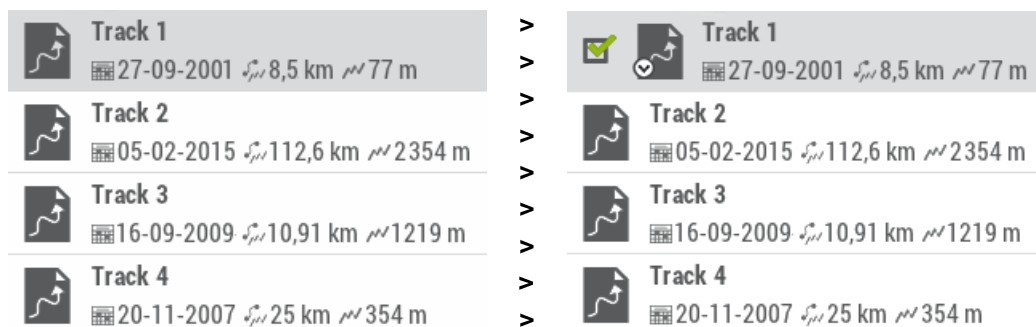 Track 1
27-09-2001 8,5 km 77 m
Track 2
05-02-2015 112,6 km 2354 m
Track 3
16-09-2009 10,91 km 1219 m
Track 4
20-11-2007 25 km 354 m
>
>
>
>
>
>
>
>
>
Track 1
27-09-2001 8,5 km 77 m
Track 2
05-02-2015 112,6 km 2354 m
Track 3
16-09-2009 10,91 km 1219 m
Track 4
20-11-2007 25 km 354 m